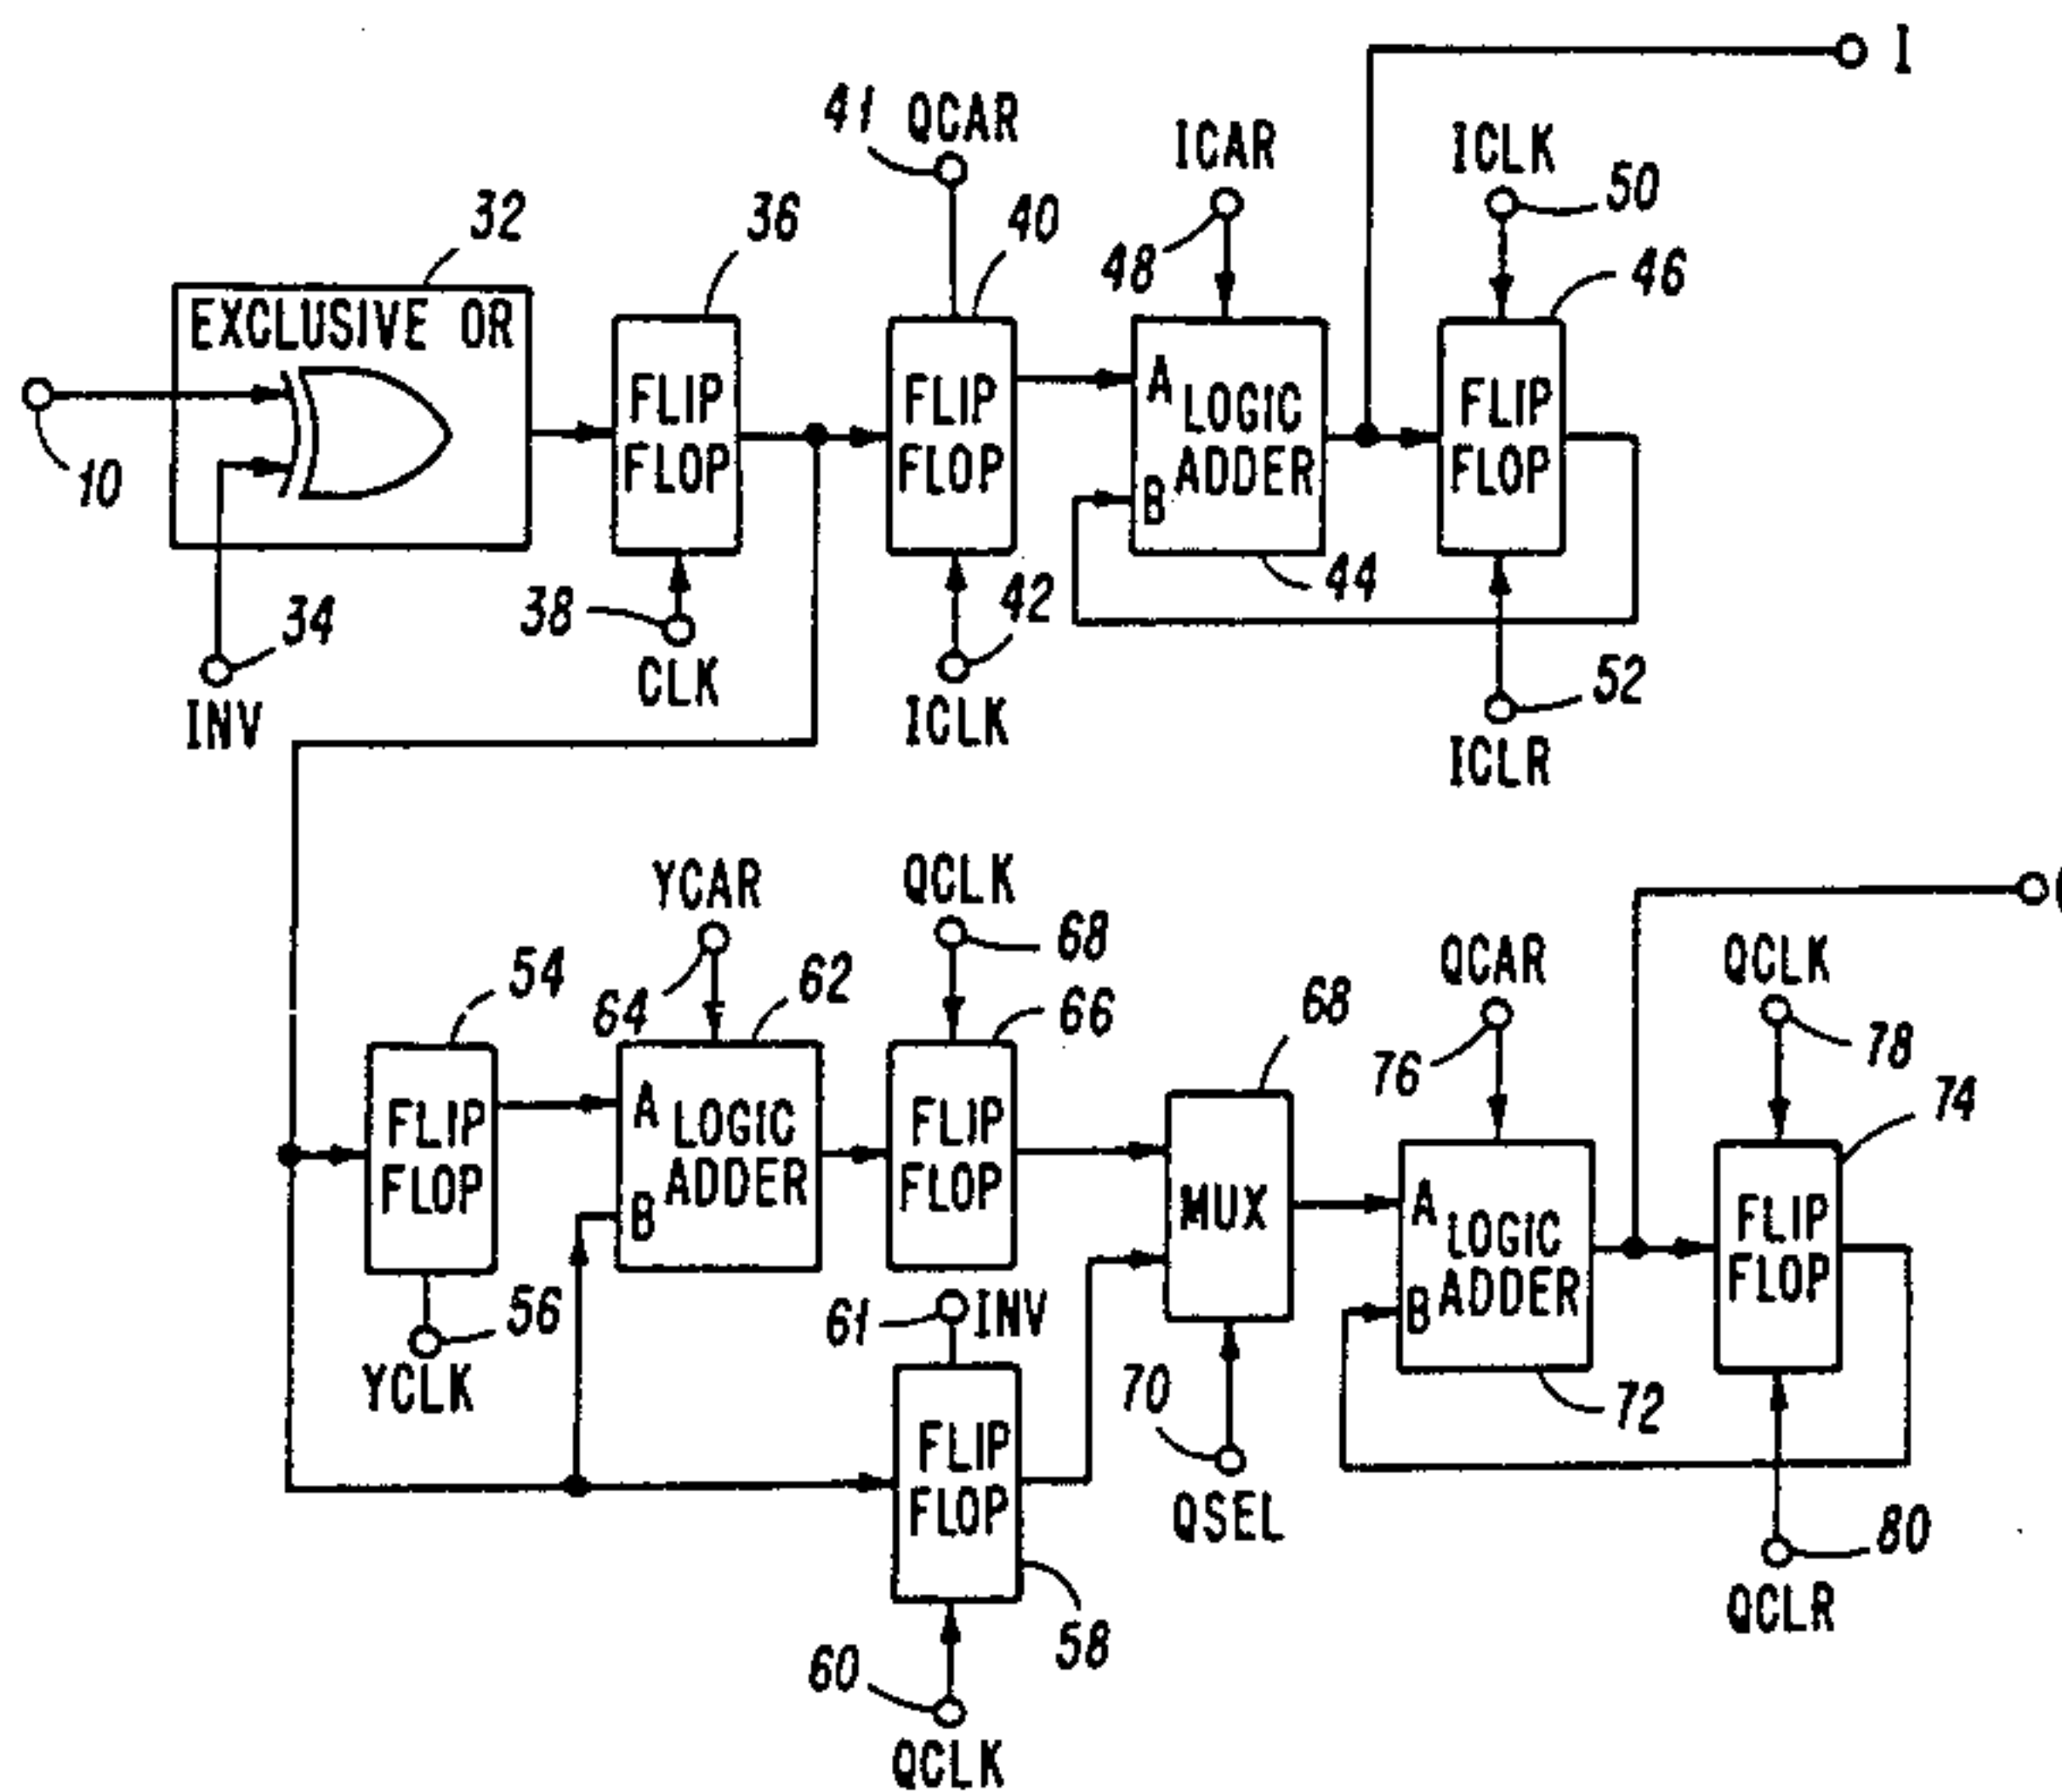 I
41 QCAR
ICAR
ICLK
50
32
36
40
48
46
EXCLUSIVE OR
FLIP
FLOP
FLIP
FLOP
A
LOGIC
ADDER
B
FLIP
FLOP
10
34
INV
38
CLK
42
ICLK
44
52
ICLR
YCAR
QCLK
68
QCAR
QCLK
54
64
62
66
68
76
78
74
FLIP
FLOP
A
LOGIC
ADDER
B
FLIP
FLOP
MUX
A
LOGIC
ADDER
B
FLIP
FLOP
56
YCLK
61
INV
FLIP
FLOP
70
QSEL
72
80
QCLR
58
60
QCLK